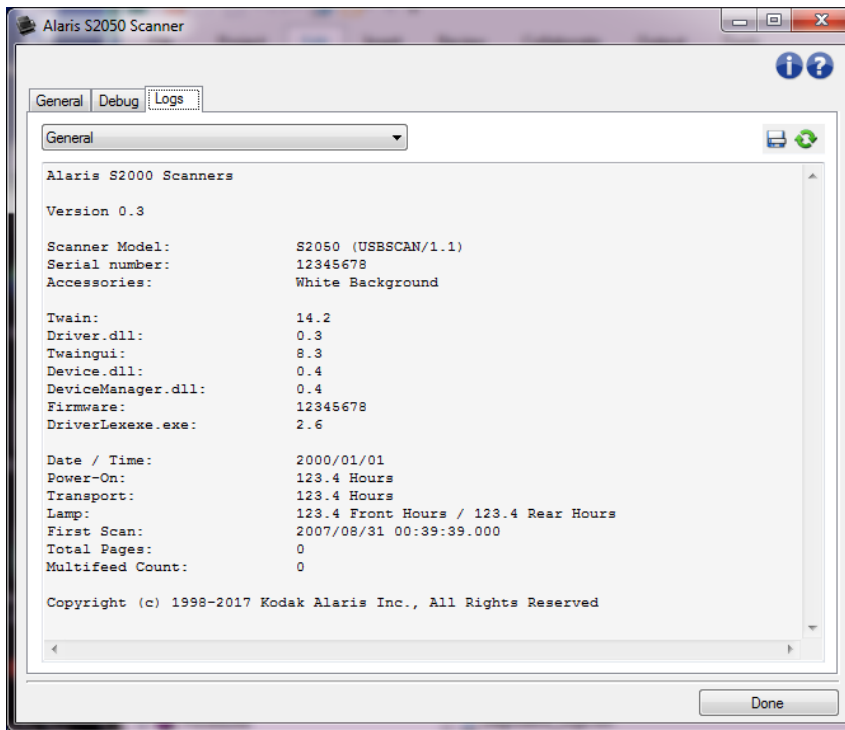 Alaris S2050 Scanner
General Debug Logs
General
Alaris S2000 Scanners
Version 0.3
Scanner Model: S2050 (USBSCAN/1.1)
Serial number: 12345678
Accessories: White Background
Twain: 14.2
Driver.dll: 0.3
Twaingui: 8.3
Device.dll: 0.4
DeviceManager.dll: 0.4
Firmware: 12345678
DriverLexexe.exe: 2.6
Date / Time: 2000/01/01
Power-On: 123.4 Hours
Transport: 123.4 Hours
Lamp: 123.4 Front Hours / 123.4 Rear Hours
First Scan: 2007/08/31 00:39:39.000
Total Pages: 0
Multifeed Count: 0
Copyright (c) 1998-2017 Kodak Alaris Inc., All Rights Reserved
Done